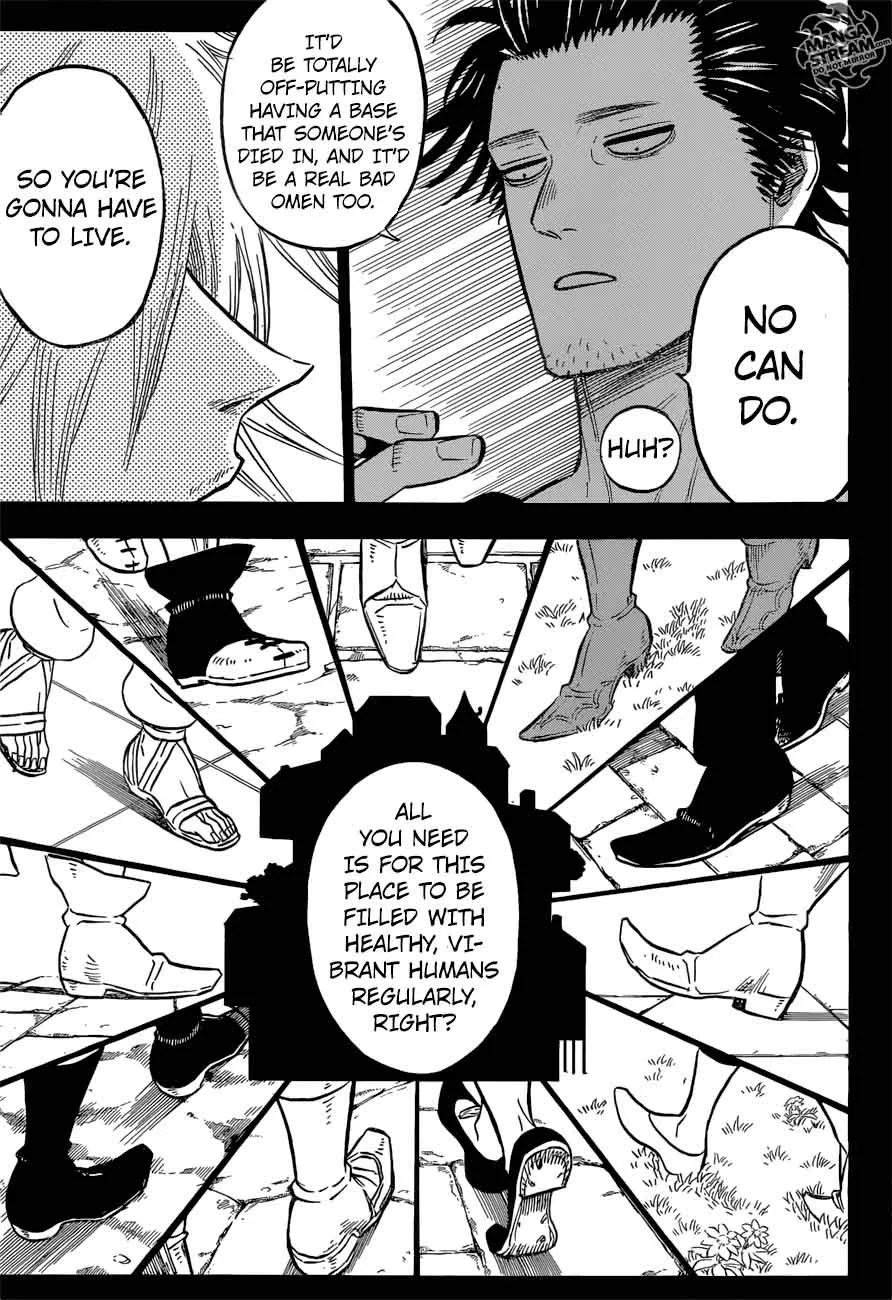 MANGA
STREAM.com
DO NOT MIRROR
NO
CAN
DO.
HUH?
IT'D
BE TOTALLY
OFF-PUTTING
HAVING A BASE
THAT SOMEONE'S
DIED IN, AND IT'D
BE A REAL BAD
OMEN TOO.
SO YOU'RE
GONNA HAVE
TO LIVE.
ALL
YOU NEED
IS FOR THIS
PLACE TO BE
FILLED WITH
HEALTHY, VI-
BRANT HUMANS
REGULARLY,
RIGHT?